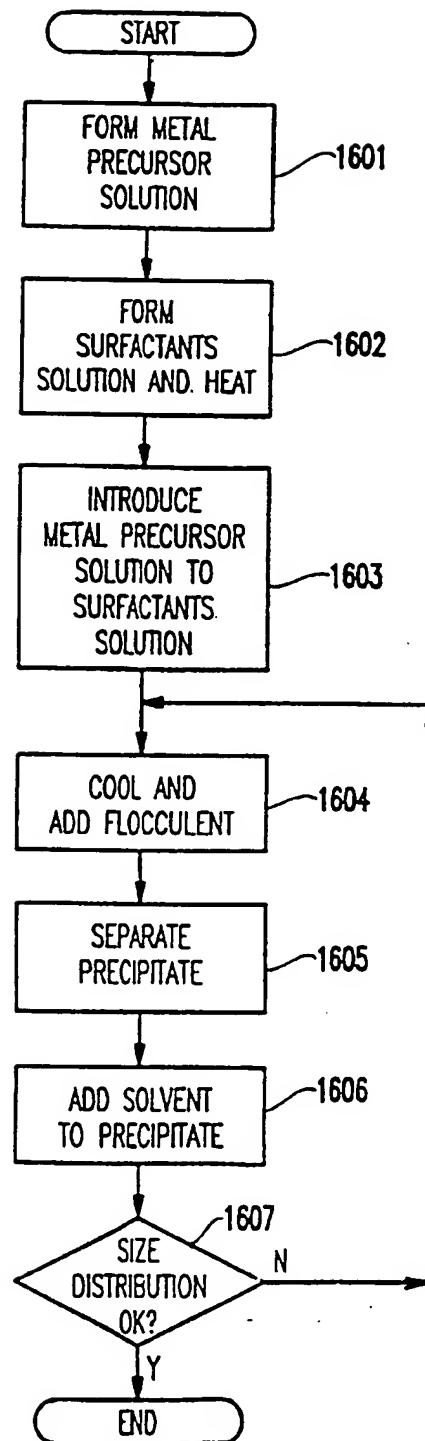 START
FORM METAL
PRECURSOR
SOLUTION
1601
FORM
SURFACTANTS
SOLUTION AND. HEAT
1602
INTRODUCE
METAL PRECURSOR
SOLUTION TO
SURFACTANTS.
SOLUTION
1603
COOL AND
ADD FLOCCULENT
1604
SEPARATE
PRECIPITATE
1605
ADD SOLVENT
TO PRECIPITATE
1606
SIZE
DISTRIBUTION
OK?
1607
N
Y
END